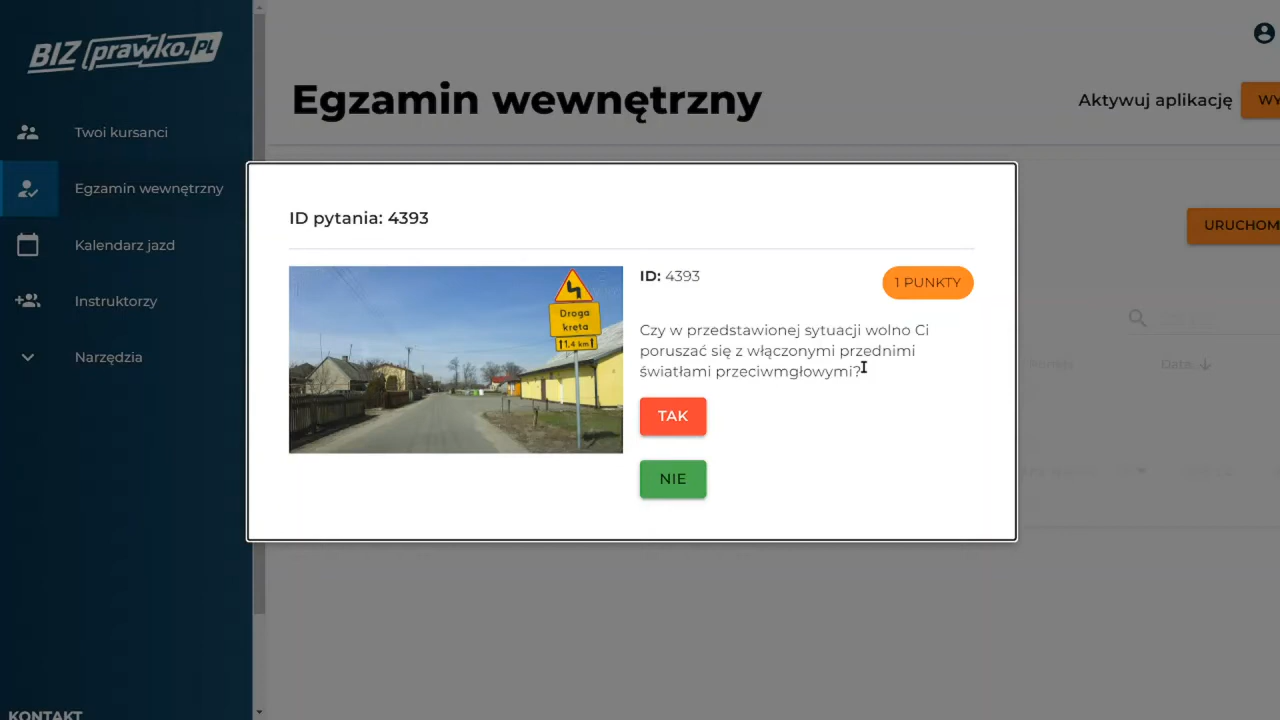 BIZ prawko.PL
Egzamin wewnętrzny
Aktywuj aplikację
WY
Twoi kursanci
Egzamin wewnętrzny
Kalendarz jazd
Instruktorzy
Narzędzia
KONTAKT
ID pytania: 4393
ID: 4393
1 PUNKTY
Czy w przedstawionej sytuacji wolno Ci
poruszać się z włączonymi przednimi
światłami przeciwmgłowymi?
TAK
NIE
Droga
kręta
1,4 km
URUCHOM
Punkty
Data